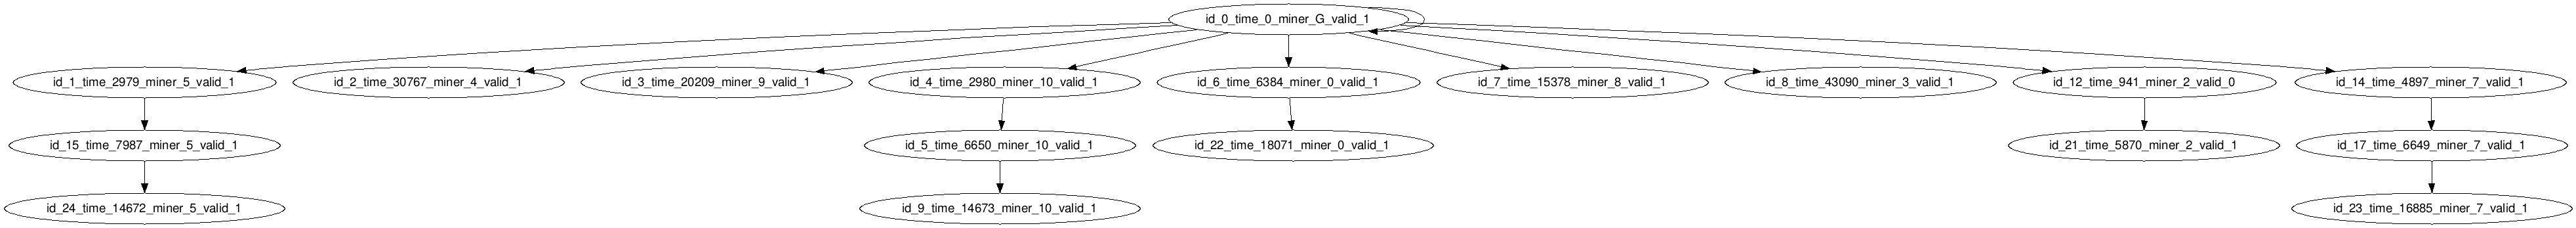 id_0_time_0_miner_G_valid_1
id_1_time_2979_miner_5_valid_1
id_2_time_30767_miner_4_valid_1
id_3_time_20209_miner_9_valid_1
id_4_time_2980_miner_10_valid_1
id_6_time_6384_miner_0_valid_1
id_7_time_15378_miner_8_valid_1
id_8_time_43090_miner_3_valid_1
id_12_time_941_miner_2_valid_0
id_14_time_4897_miner_7_valid_1
id_15_time_7987_miner_5_valid_1
id_5_time_6650_miner_10_valid_1
id_22_time_18071_miner_0_valid_1
id_21_time_5870_miner_2_valid_1
id_17_time_6649_miner_7_valid_1
id_24_time_14672_miner_5_valid_1
id_9_time_14673_miner_10_valid_1
id_23_time_16885_miner_7_valid_1